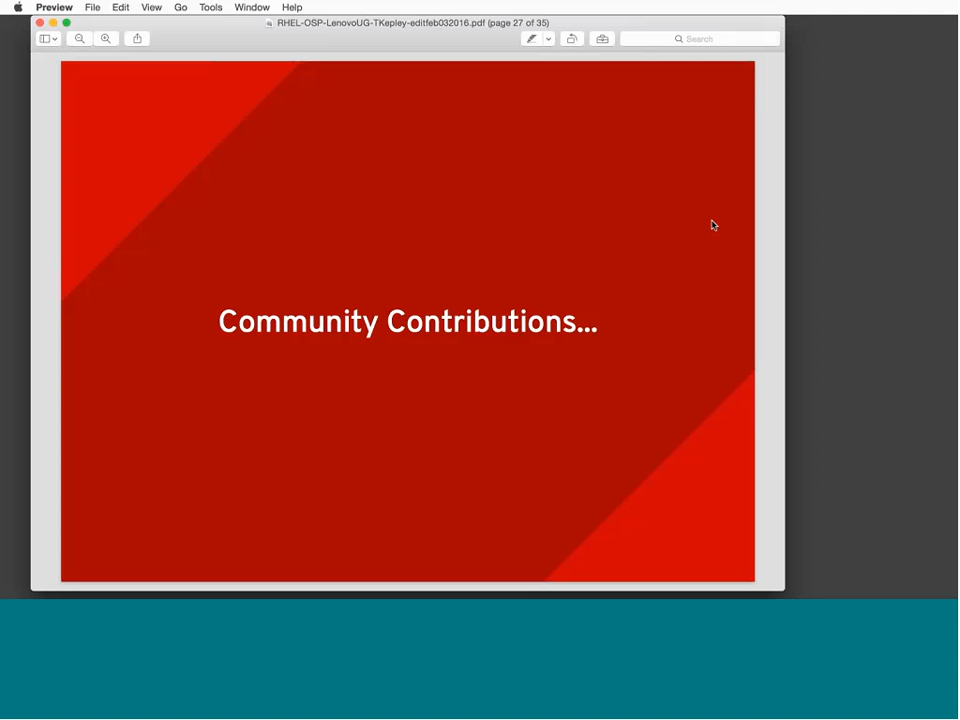 Preview File Edit View Go Tools Window Help
RHEL-OSP-LenovoUG-TKepley-editfeb032016.pdf (page 27 of 35)
Search
Community Contributions...